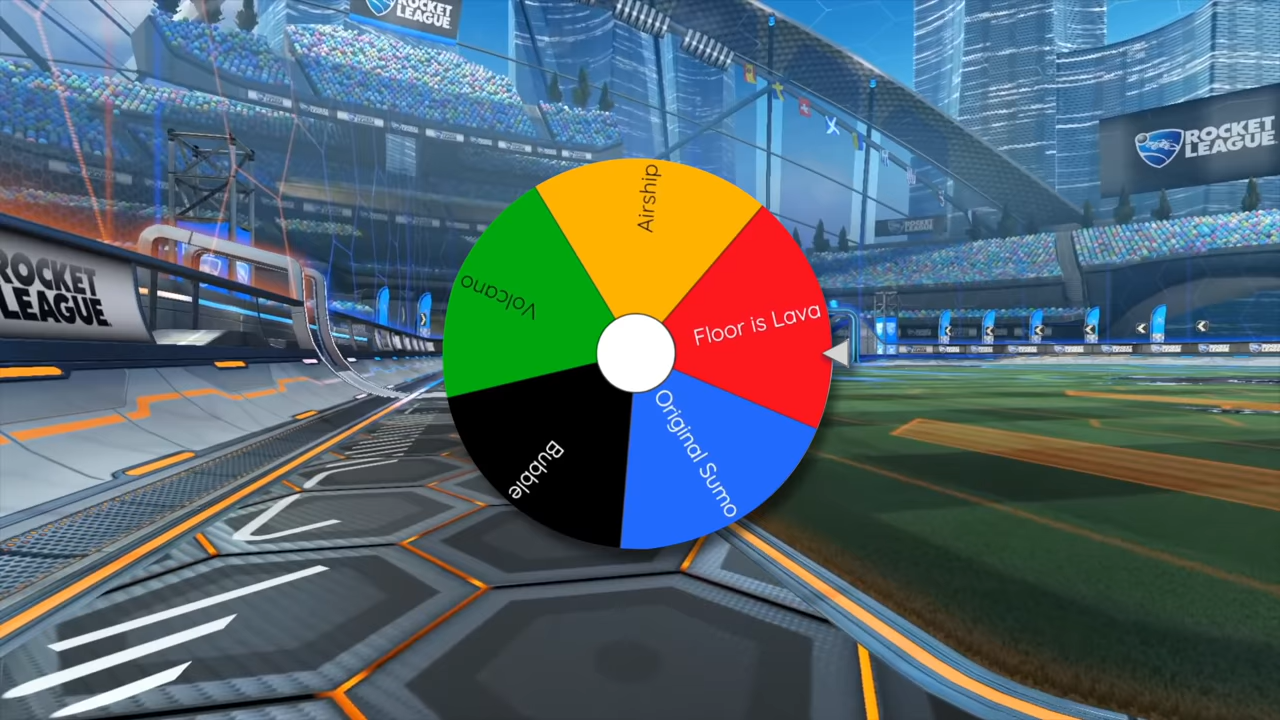 ROCKET
LEAGUE
ROCKET
LEAGUE
ROCKET
LEAGUE
Airship
Volcano
Floor is Lava
Bubble
Original Sumo